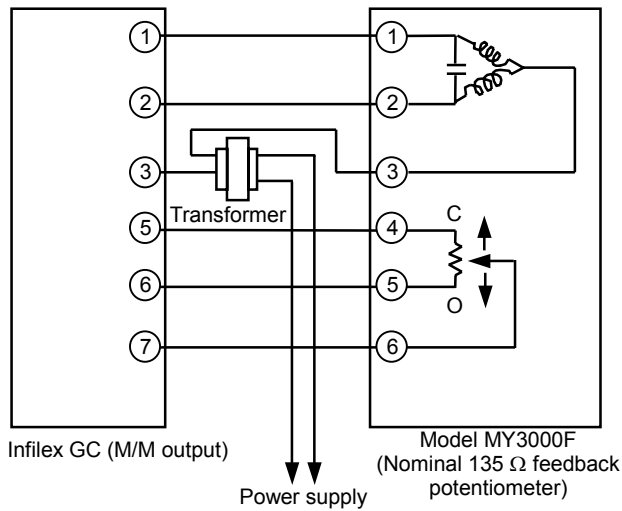 1 1
2 2
3 3
Transformer
5 4 C
6 5 O
7 6
Infilex GC (M/M output)
Model MY3000F
(Nominal 135 Ω feedback
potentiometer)
Power supply